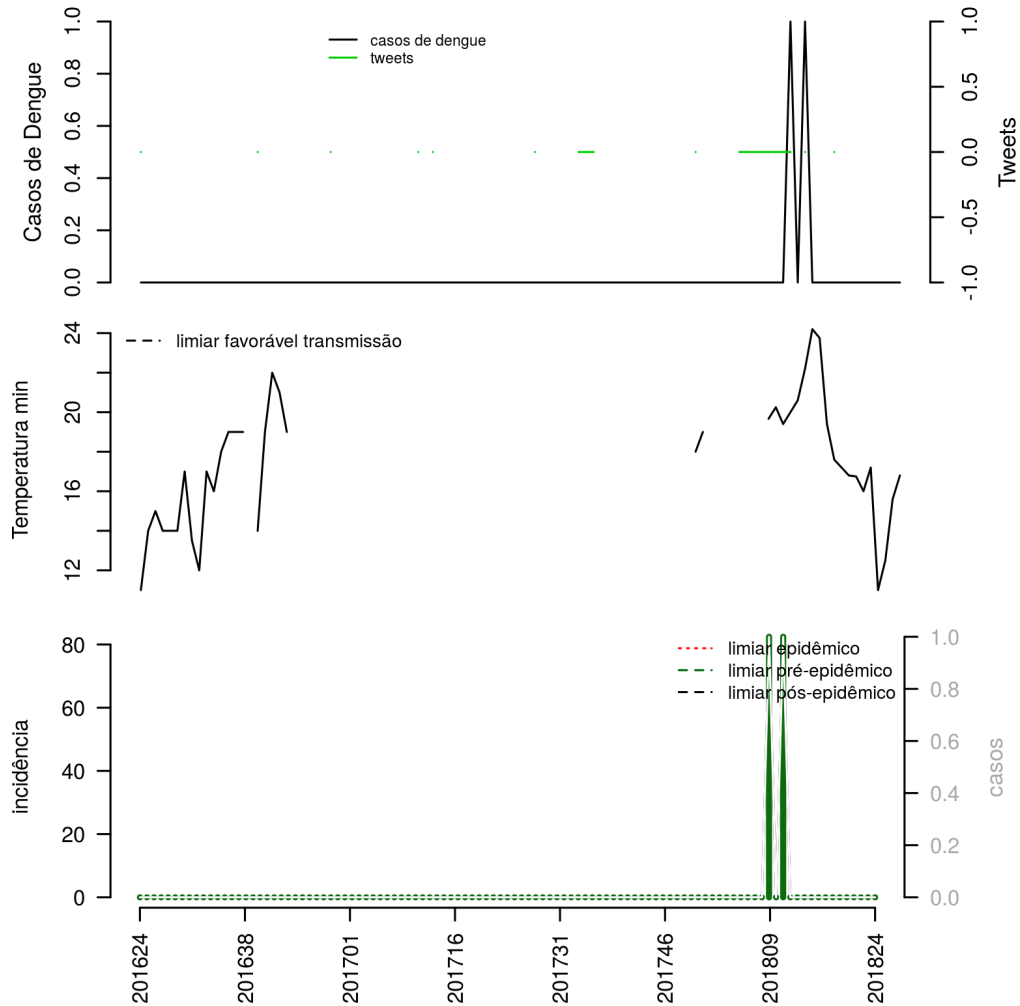 Casos de Dengue
0.0 0.2 0.4 0.6 0.8 1.0
casos de dengue
tweets
-1.0 -0.5 0.0 0.5 1.0
Tweets
Temperatura min
12 16 20 24
limiar favorável transmissão
incidência
80
60
40
20
0
limiar epidêmico
limiar pré-epidêmico
limiar pós-epidêmico
1.0
0.8
0.6
0.4
0.2
0.0
casos
201624 201638 201701 201716 201731 201746 201809 201824